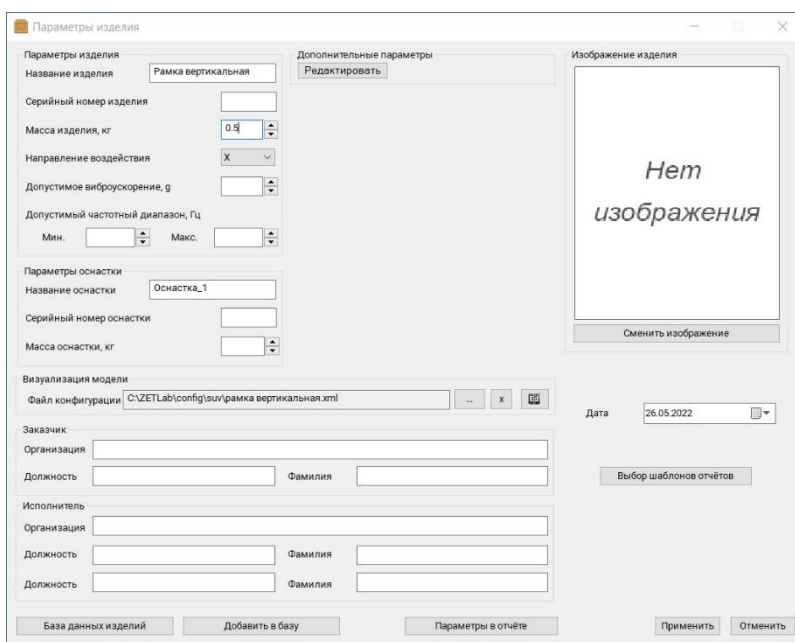 Параметры изделия
Параметры изделия
Название изделия Рамка вертикальная
Серийный номер изделия
Масса изделия, кг 0.5
Направление воздействия X
Допустимое виброускорение, g
Допустимый частотный диапазон, Гц
Мин. Макс.
Дополнительные параметры
Редактировать
Изображение изделия
Нет
изображения
Сменить изображение
Параметры оснастки
Название оснастки Оснастка_1
Серийный номер оснастки
Масса оснастки, кг
Визуализация модели
Файл конфигурации C:\ZETLab\config\suv\рамка вертикальная.xml ... x
Дата 26.05.2022
Заказчик
Организация
Должность Фамилия
Выбор шаблонов отчётов
Исполнитель
Организация
Должность Фамилия
Должность Фамилия
База данных изделий Добавить в базу Параметры в отчёте Применить Отменить